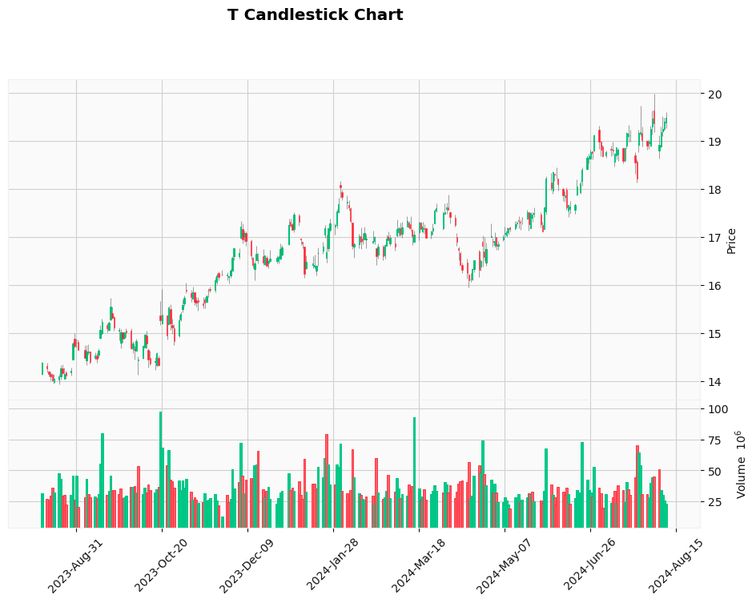 T Candlestick Chart
20
19
18
17
16
15
14
Price
100
75
50
25
Volume 10^6
2023-Aug-31
2023-Oct-20
2023-Dec-09
2024-Jan-28
2024-Mar-18
2024-May-07
2024-Jun-26
2024-Aug-15